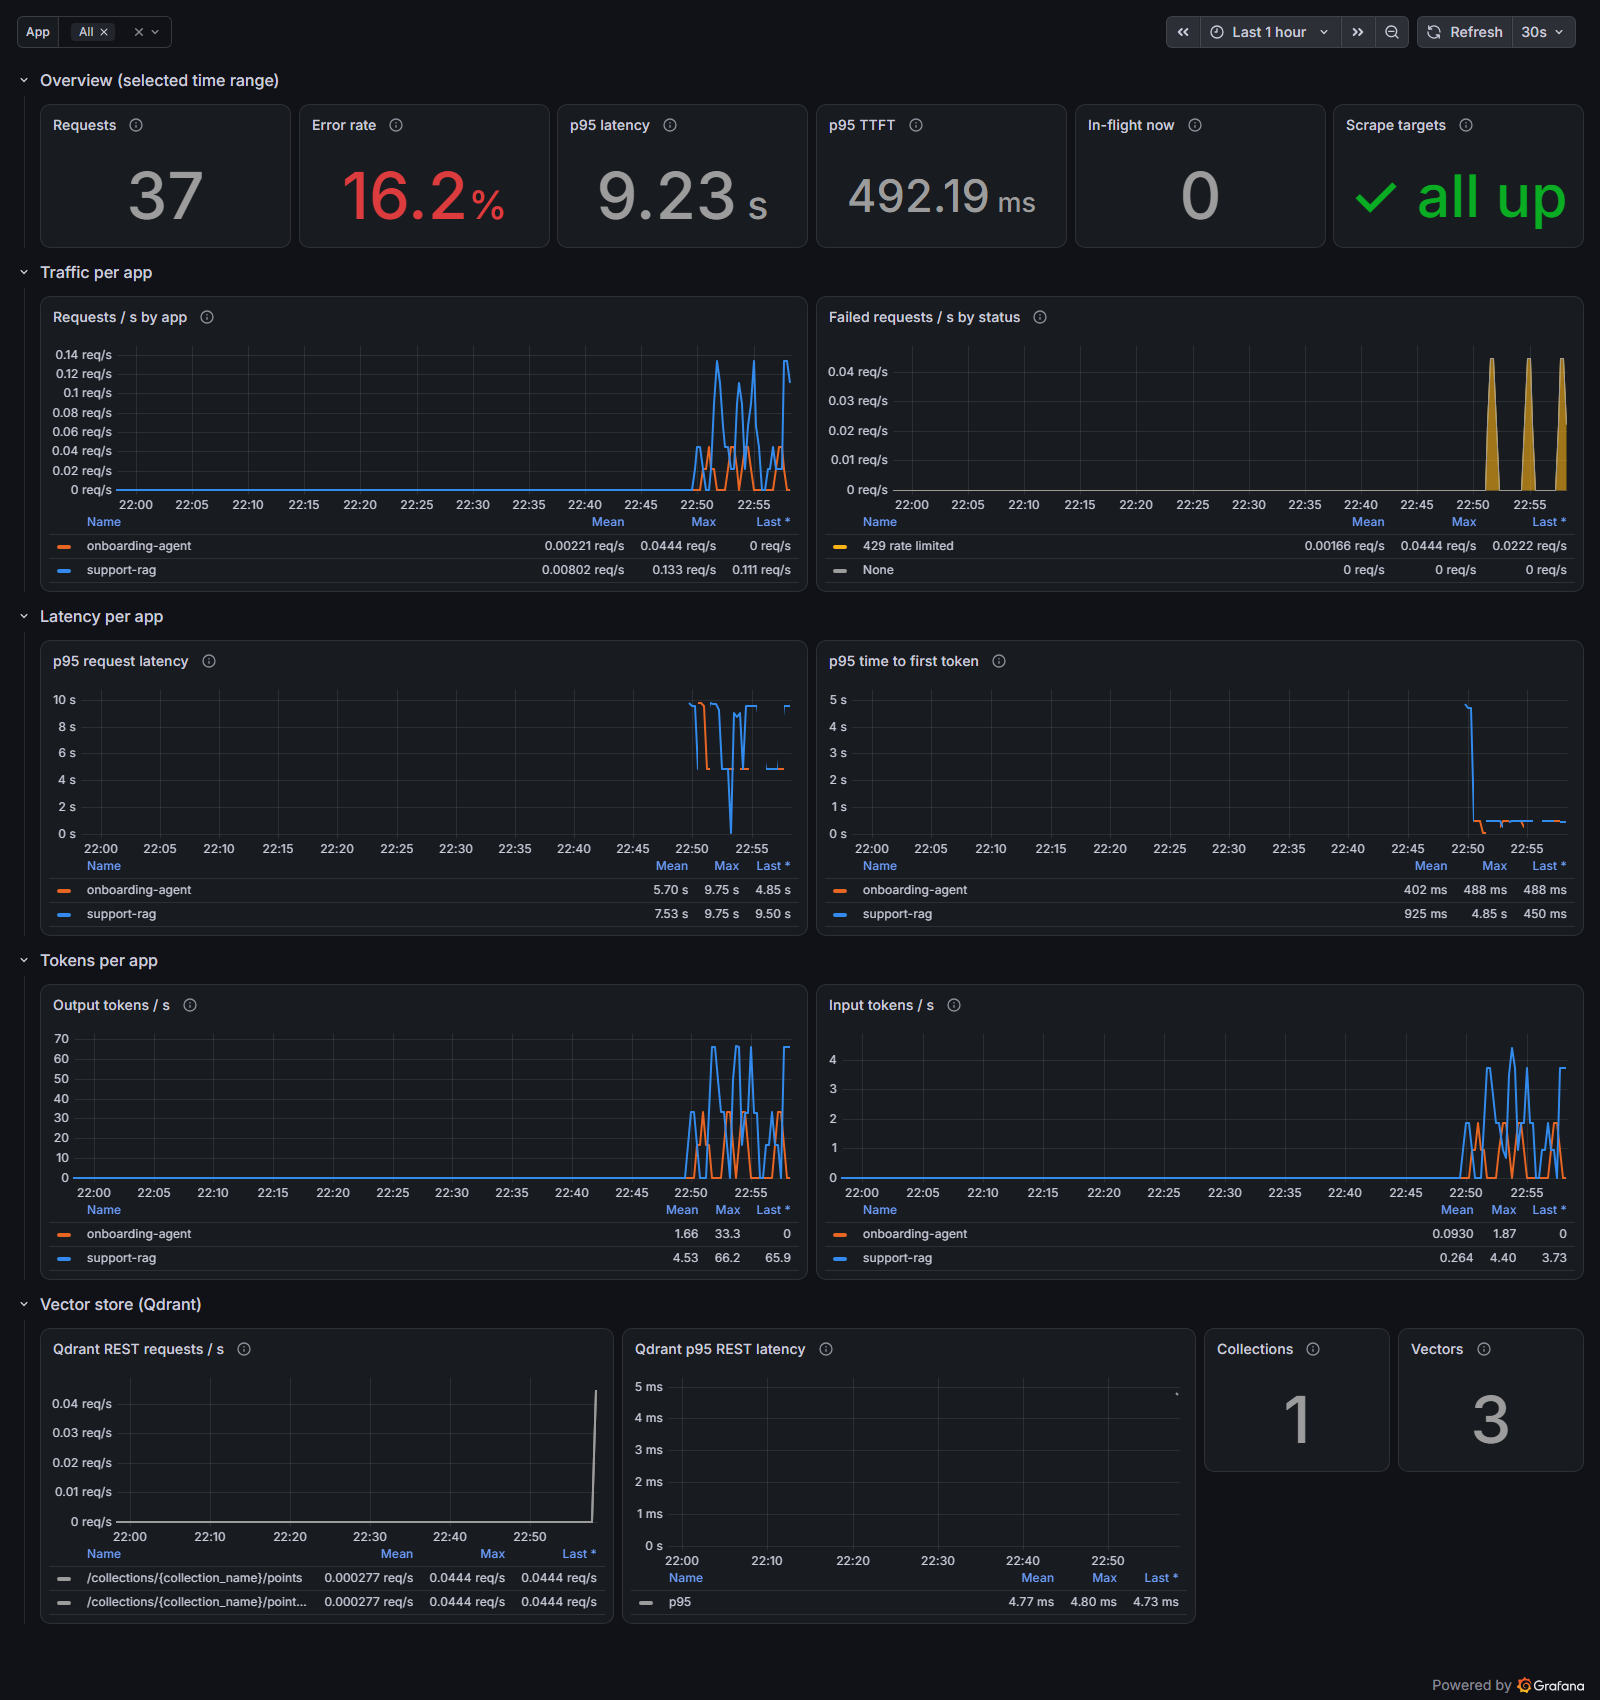 App All
Last 1 hour Refresh 30s
Overview (selected time range)
Requests
37
Error rate
16.2%
p95 latency
9.23 s
p95 TTFT
492.19 ms
In-flight now
0
Scrape targets
all up
Traffic per app
Requests / s by app
0.14 req/s
0.12 req/s
0.1 req/s
0.08 req/s
0.06 req/s
0.04 req/s
0.02 req/s
0 req/s
22:00 22:05 22:10 22:15 22:20 22:25 22:30 22:35 22:40 22:45 22:50 22:55
Name Mean Max Last *
onboarding-agent 0.00221 req/s 0.0444 req/s 0 req/s
support-rag 0.00802 req/s 0.133 req/s 0.111 req/s
Failed requests / s by status
0.04 req/s
0.03 req/s
0.02 req/s
0.01 req/s
0 req/s
22:00 22:05 22:10 22:15 22:20 22:25 22:30 22:35 22:40 22:45 22:50 22:55
Name Mean Max Last *
429 rate limited 0.00166 req/s 0.0444 req/s 0.0222 req/s
None 0 req/s 0 req/s 0 req/s
Latency per app
p95 request latency
10 s
8 s
6 s
4 s
2 s
0 s
22:00 22:05 22:10 22:15 22:20 22:25 22:30 22:35 22:40 22:45 22:50 22:55
Name Mean Max Last *
onboarding-agent 5.70 s 9.75 s 4.85 s
support-rag 7.53 s 9.75 s 9.50 s
p95 time to first token
5 s
4 s
3 s
2 s
1 s
0 s
22:00 22:05 22:10 22:15 22:20 22:25 22:30 22:35 22:40 22:45 22:50 22:55
Name Mean Max Last *
onboarding-agent 402 ms 488 ms 488 ms
support-rag 925 ms 4.85 s 450 ms
Tokens per app
Output tokens / s
70
60
50
40
30
20
10
0
22:00 22:05 22:10 22:15 22:20 22:25 22:30 22:35 22:40 22:45 22:50 22:55
Name Mean Max Last *
onboarding-agent 1.66 33.3 0
support-rag 4.53 66.2 65.9
Input tokens / s
4
3
2
1
0
22:00 22:05 22:10 22:15 22:20 22:25 22:30 22:35 22:40 22:45 22:50 22:55
Name Mean Max Last *
onboarding-agent 0.0930 1.87 0
support-rag 0.264 4.40 3.73
Vector store (Qdrant)
Qdrant REST requests / s
0.04 req/s
0.03 req/s
0.02 req/s
0.01 req/s
0 req/s
22:00 22:10 22:20 22:30 22:40 22:50
Name Mean Max Last *
/collections/{collection_name}/points 0.000277 req/s 0.0444 req/s 0.0444 req/s
/collections/{collection_name}/point... 0.000277 req/s 0.0444 req/s 0.0444 req/s
Qdrant p95 REST latency
5 ms
4 ms
3 ms
2 ms
1 ms
0 s
22:00 22:10 22:20 22:30 22:40 22:50
Name Mean Max Last *
p95 4.77 ms 4.80 ms 4.73 ms
Collections
1
Vectors
3
Powered by Grafana